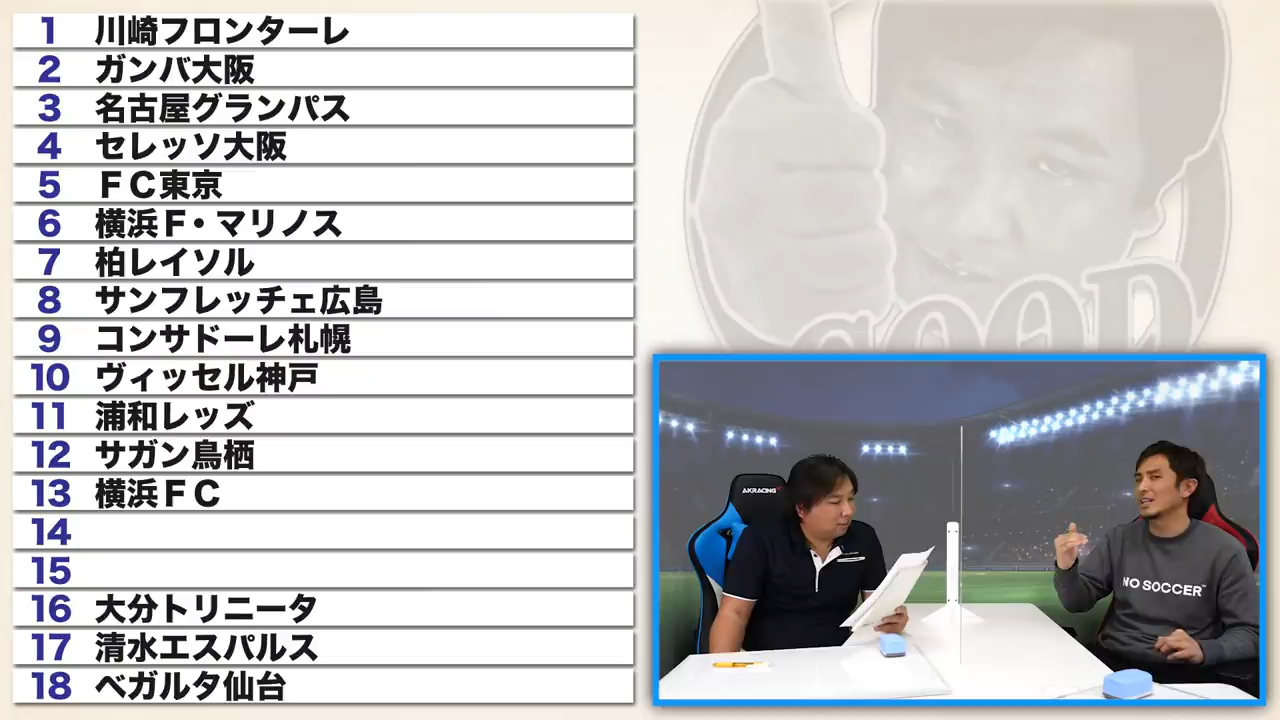 1 川崎フロンターレ
2 ガンバ大阪
3 名古屋グランパス
4 セレッソ大阪
5 ＦＣ東京
6 横浜Ｆ・マリノス
7 柏レイソル
8 サンフレッチェ広島
9 コンサドーレ札幌
10 ヴィッセル神戸
11 浦和レッズ
12 サガン鳥栖
13 横浜ＦＣ
14
15
16 大分トリニータ
17 清水エスパルス
18 ベガルタ仙台
GOOD
AKRACING
NO SOCCER